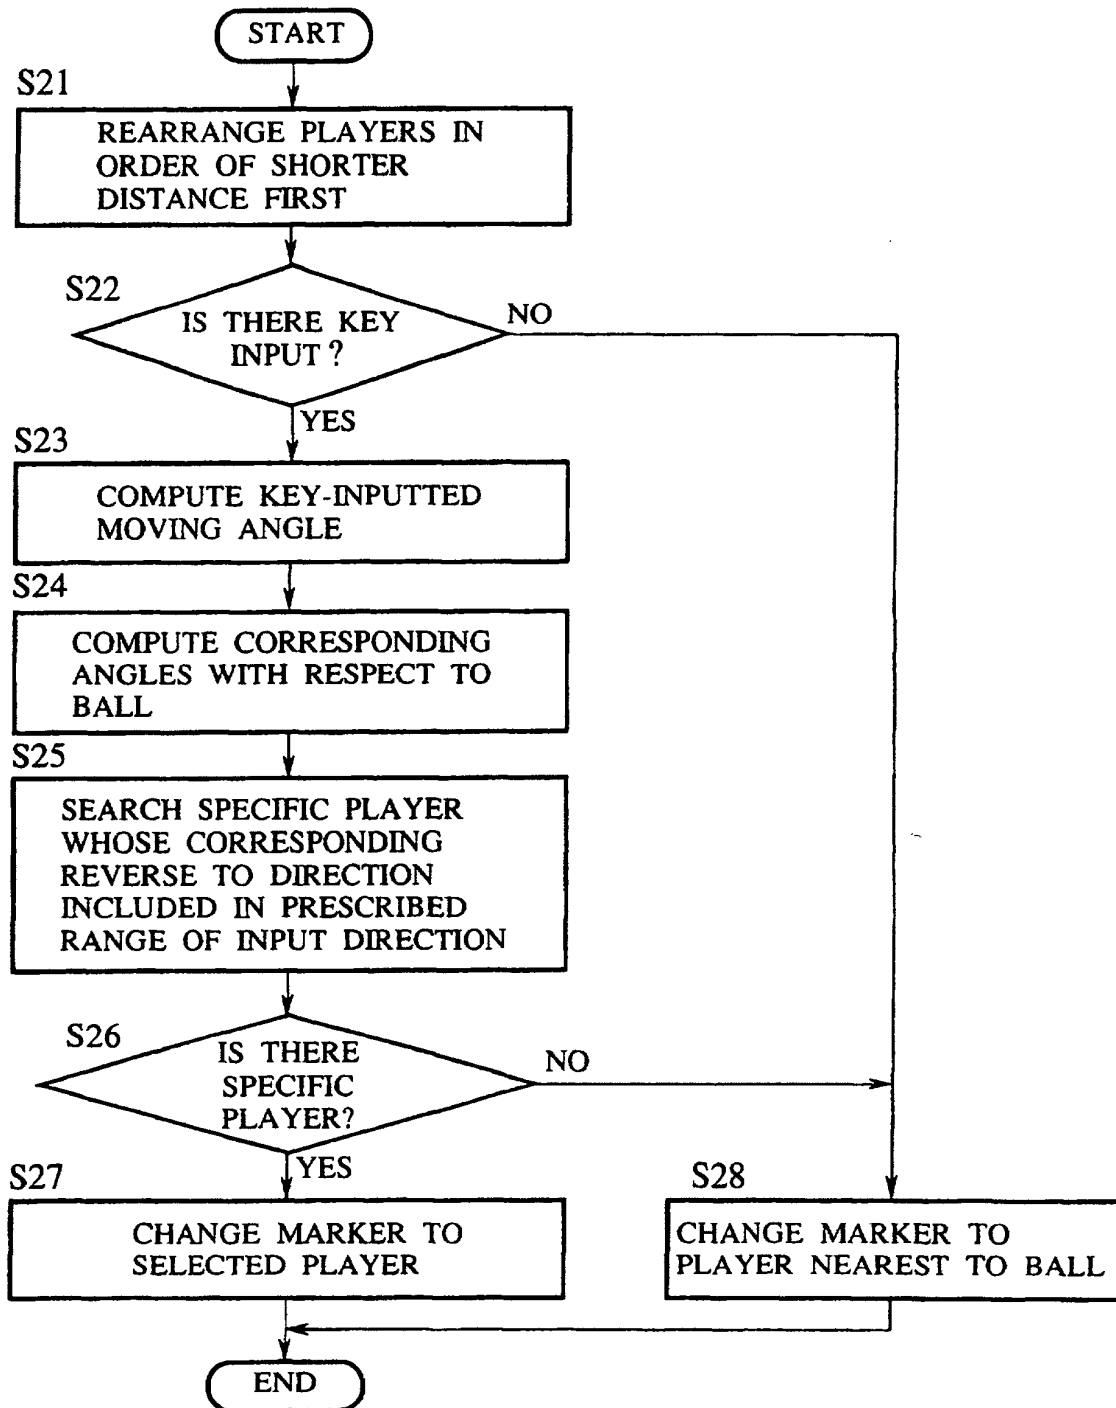 START
S21
REARRANGE PLAYERS IN
ORDER OF SHORTER
DISTANCE FIRST
S22
IS THERE KEY
INPUT?
NO
YES
S23
COMPUTE KEY-INPUTTED
MOVING ANGLE
S24
COMPUTE CORRESPONDING
ANGLES WITH RESPECT TO
BALL
S25
SEARCH SPECIFIC PLAYER
WHOSE CORRESPONDING
REVERSE TO DIRECTION
INCLUDED IN PRESCRIBED
RANGE OF INPUT DIRECTION
S26
IS THERE
SPECIFIC
PLAYER?
NO
YES
S27
CHANGE MARKER TO
SELECTED PLAYER
S28
CHANGE MARKER TO
PLAYER NEAREST TO BALL
END